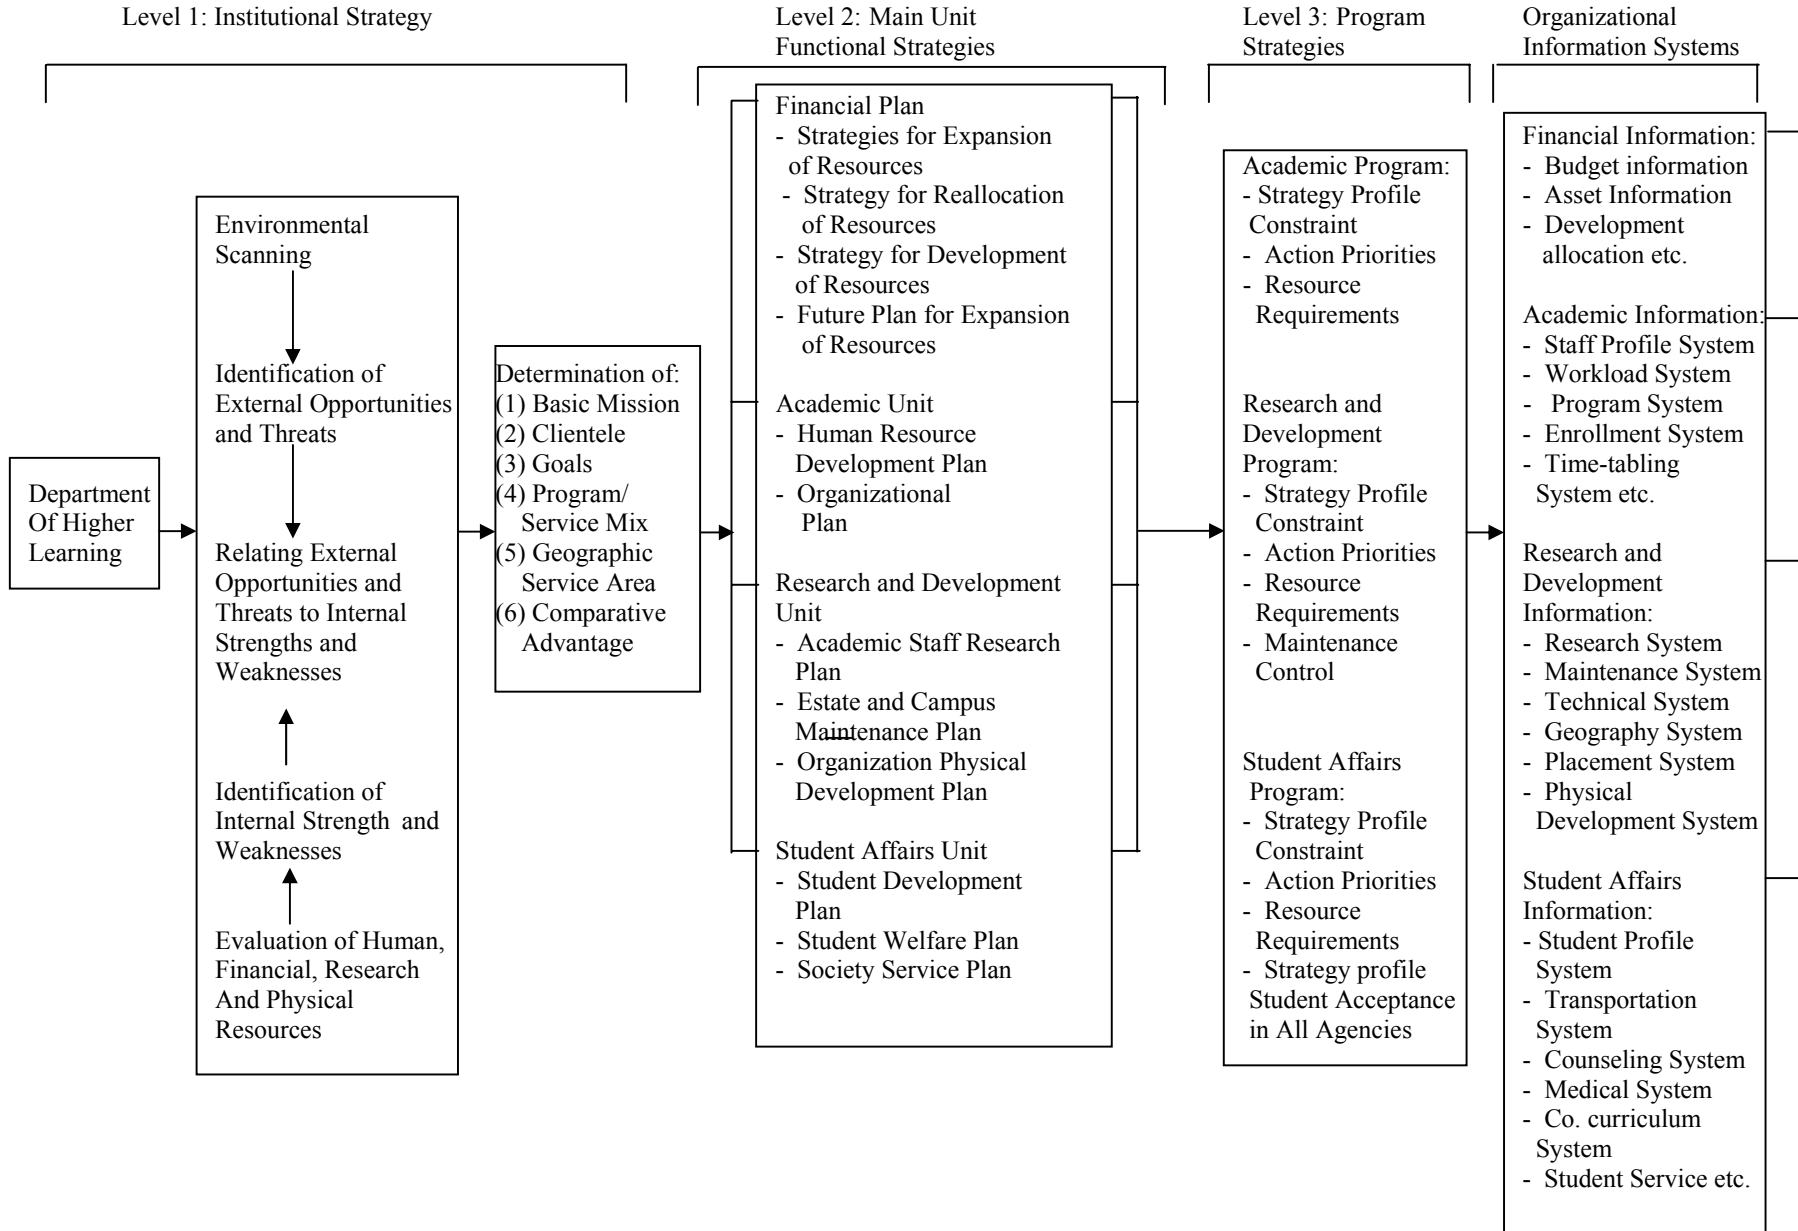 Level 1: Institutional Strategy
Level 2: Main Unit
Functional Strategies
Level 3: Program
Strategies
Organizational
Information Systems
Department
Of Higher
Learning
Environmental
Scanning
Identification of
External Opportunities
and Threats
Relating External
Opportunities and
Threats to Internal
Strengths and
Weaknesses
Identification of
Internal Strength and
Weaknesses
Evaluation of Human,
Financial, Research
And Physical
Resources
Determination of:
(1) Basic Mission
(2) Clientele
(3) Goals
(4) Program/
Service Mix
(5) Geographic
Service Area
(6) Comparative
Advantage
Financial Plan
- Strategies for Expansion
of Resources
- Strategy for Reallocation
of Resources
- Strategy for Development
of Resources
- Future Plan for Expansion
of Resources
Academic Unit
- Human Resource
Development Plan
- Organizational
Plan
Research and Development
Unit
- Academic Staff Research
Plan
- Estate and Campus
Maintenance Plan
- Organization Physical
Development Plan
Student Affairs Unit
- Student Development
Plan
- Student Welfare Plan
- Society Service Plan
Academic Program:
- Strategy Profile
Constraint
- Action Priorities
- Resource
Requirements
Research and
Development
Program:
- Strategy Profile
Constraint
- Action Priorities
- Resource
Requirements
- Maintenance
Control
Student Affairs
Program:
- Strategy Profile
Constraint
- Action Priorities
- Resource
Requirements
- Strategy profile
Student Acceptance
in All Agencies
Financial Information:
- Budget information
- Asset Information
- Development
allocation etc.
Academic Information:
- Staff Profile System
- Workload System
- Program System
- Enrollment System
- Time-tabling
System etc.
Research and
Development
Information:
- Research System
- Maintenance System
- Technical System
- Geography System
- Placement System
- Physical
Development System
Student Affairs
Information:
- Student Profile
System
- Transportation
System
- Counseling System
- Medical System
- Co. curriculum
System
- Student Service etc.